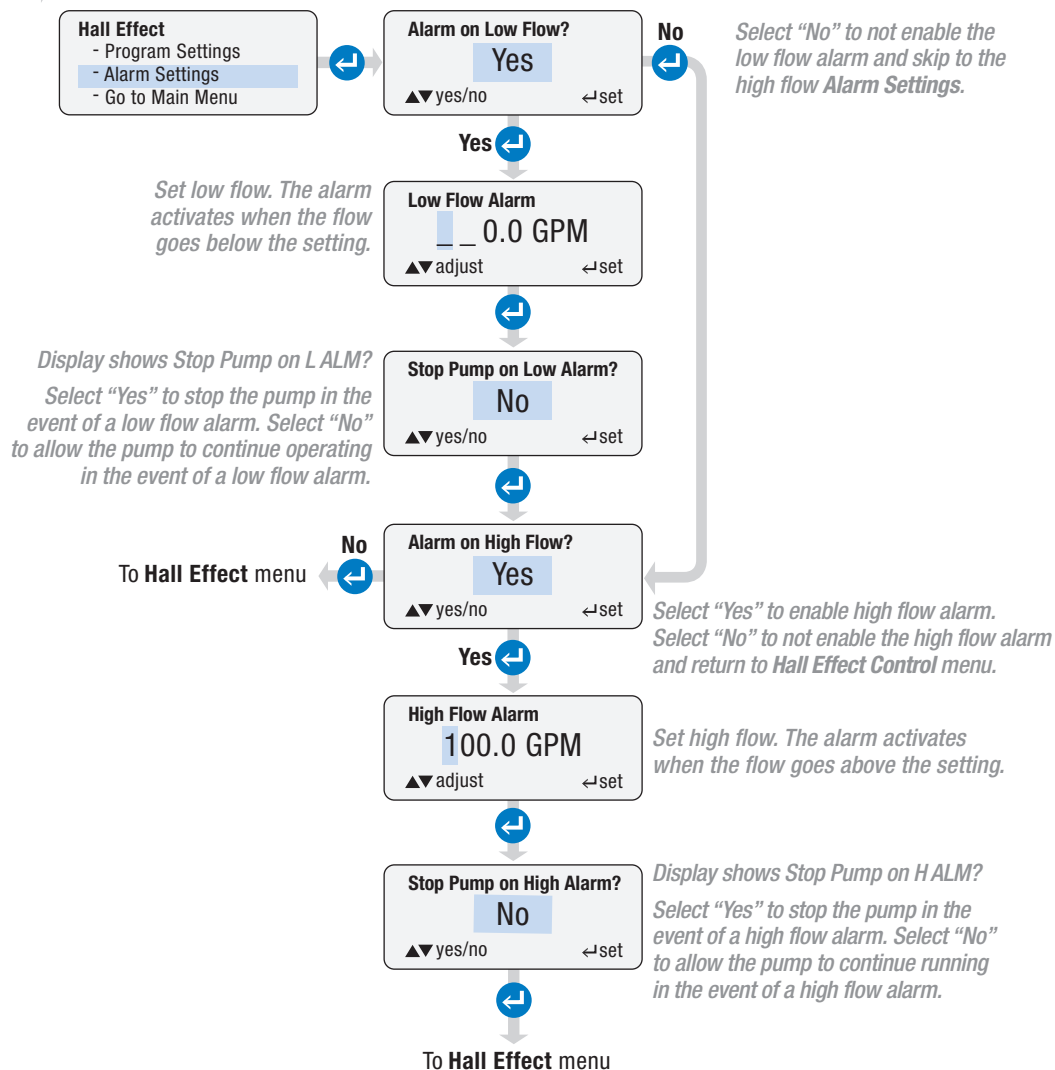 Hall Effect
- Program Settings
- Alarm Settings
- Go to Main Menu
Alarm on Low Flow?
Yes
▲▼ yes/no ↵set
No
Select “No” to not enable the
low flow alarm and skip to the
high flow Alarm Settings.
Yes
Set low flow. The alarm
activates when the flow
goes below the setting.
Low Flow Alarm
_ _ 0.0 GPM
▲▼ adjust ↵set
Display shows Stop Pump on L ALM?
Select “Yes” to stop the pump in the
event of a low flow alarm. Select “No”
to allow the pump to continue operating
in the event of a low flow alarm.
Stop Pump on Low Alarm?
No
▲▼ yes/no ↵set
To Hall Effect menu
No
Alarm on High Flow?
Yes
▲▼ yes/no ↵set
Select “Yes” to enable high flow alarm.
Select “No” to not enable the high flow alarm
and return to Hall Effect Control menu.
Yes
High Flow Alarm
100.0 GPM
▲▼ adjust ↵set
Set high flow. The alarm activates
when the flow goes above the setting.
Stop Pump on High Alarm?
No
▲▼ yes/no ↵set
Display shows Stop Pump on H ALM?
Select “Yes” to stop the pump in the
event of a high flow alarm. Select “No”
to allow the pump to continue running
in the event of a high flow alarm.
To Hall Effect menu